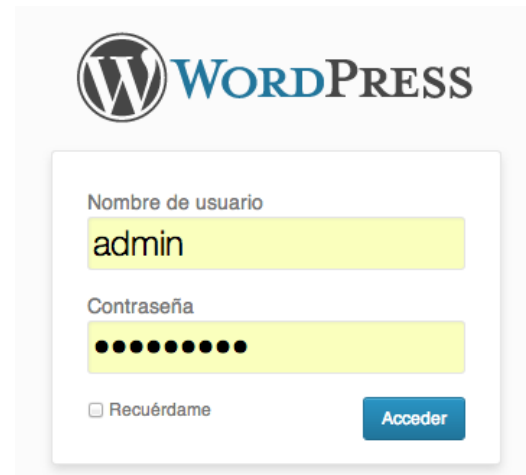 WORDPRESS
Nombre de usuario
admin
Contraseña
•••••••••
Recuérdame
Acceder